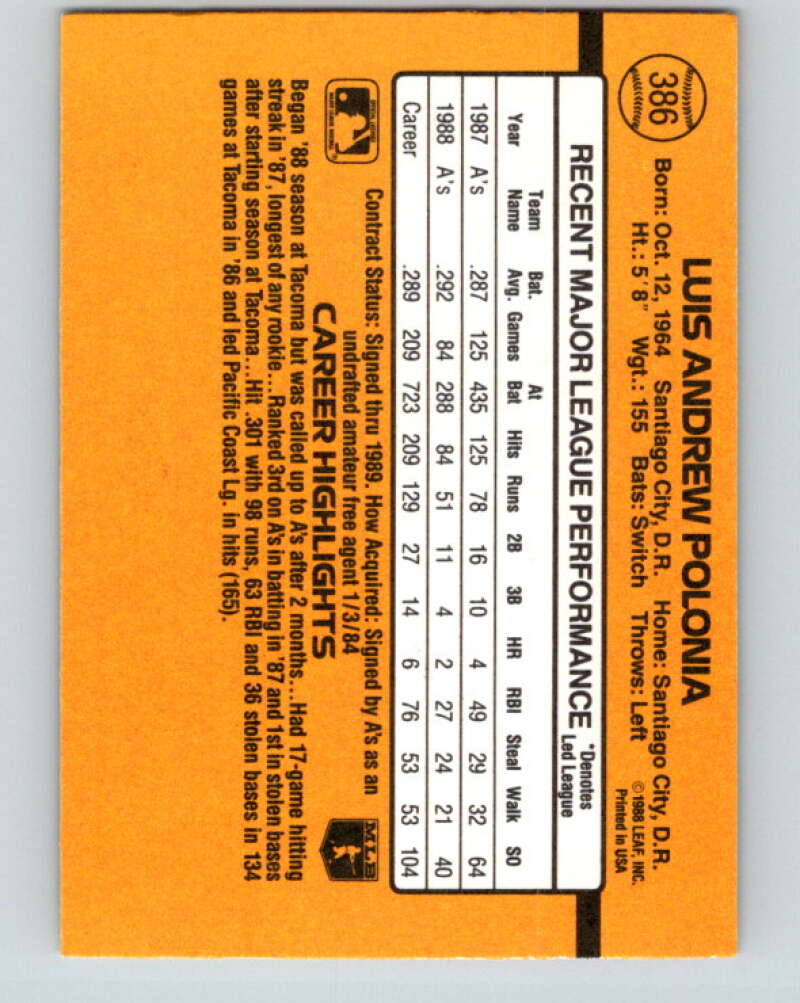 386
LUIS ANDREW POLONIA
Born: Oct. 12, 1964 Santiago City, D.R. Home: Santiago City, D.R.
Ht.: 5' 8" Wgt.: 155 Bats: Switch Throws: Left
©1988 LEAF, INC.
Printed in USA
RECENT MAJOR LEAGUE PERFORMANCE *Denotes Led League
Year Team Name Bat. Avg. Games At Bat Hits Runs 2B 3B HR RBI Steal Walk SO
1987 A's .287 125 435 125 78 16 10 4 49 29 32 64
1988 A's .292 84 288 84 51 11 4 2 27 24 21 40
Career .289 209 723 209 129 27 14 6 76 53 53 104
Contract Status: Signed thru 1989. How Acquired: Signed by A's as an
undrafted amateur free agent 1/3/84
MLB
CAREER HIGHLIGHTS
Began '88 season at Tacoma but was called up to A's after 2 months...Had 17-game hitting
streak in '87, longest of any rookie...Ranked 3rd on A's in batting in '87 and 1st in stolen bases
after starting season at Tacoma...Hit .301 with 98 runs, 63 RBI and 36 stolen bases in 134
games at Tacoma in '86 and led Pacific Coast Lg. in hits (165).